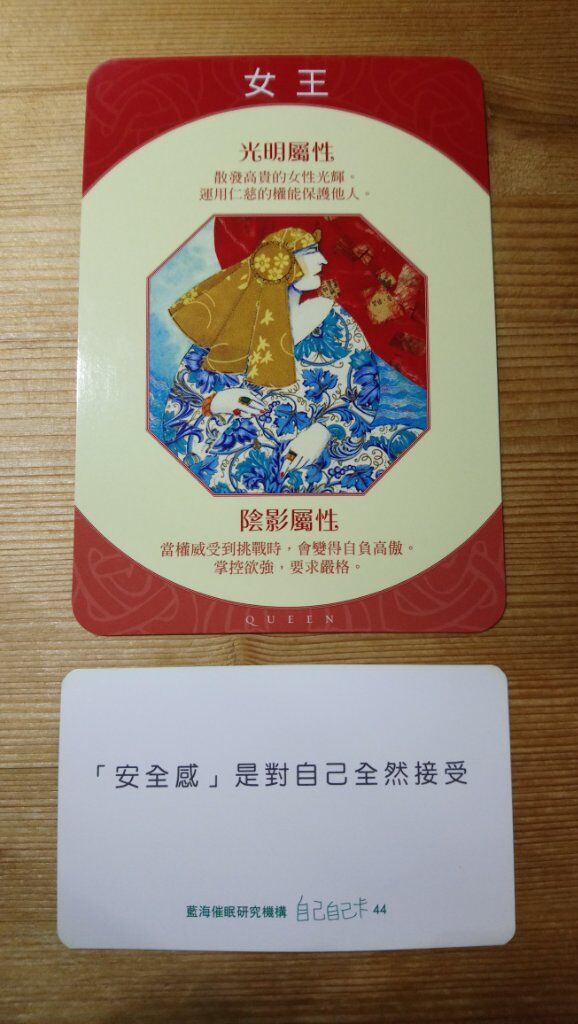 女王
光明屬性
散發高貴的女性光輝。
運用仁慈的權能保護他人。
陰影屬性
當權威受到挑戰時，會變得自負高傲。
掌控欲強，要求嚴格。
QUEEN
「安全感」是對自己全然接受
藍海催眠研究機構 自己自己卡 44